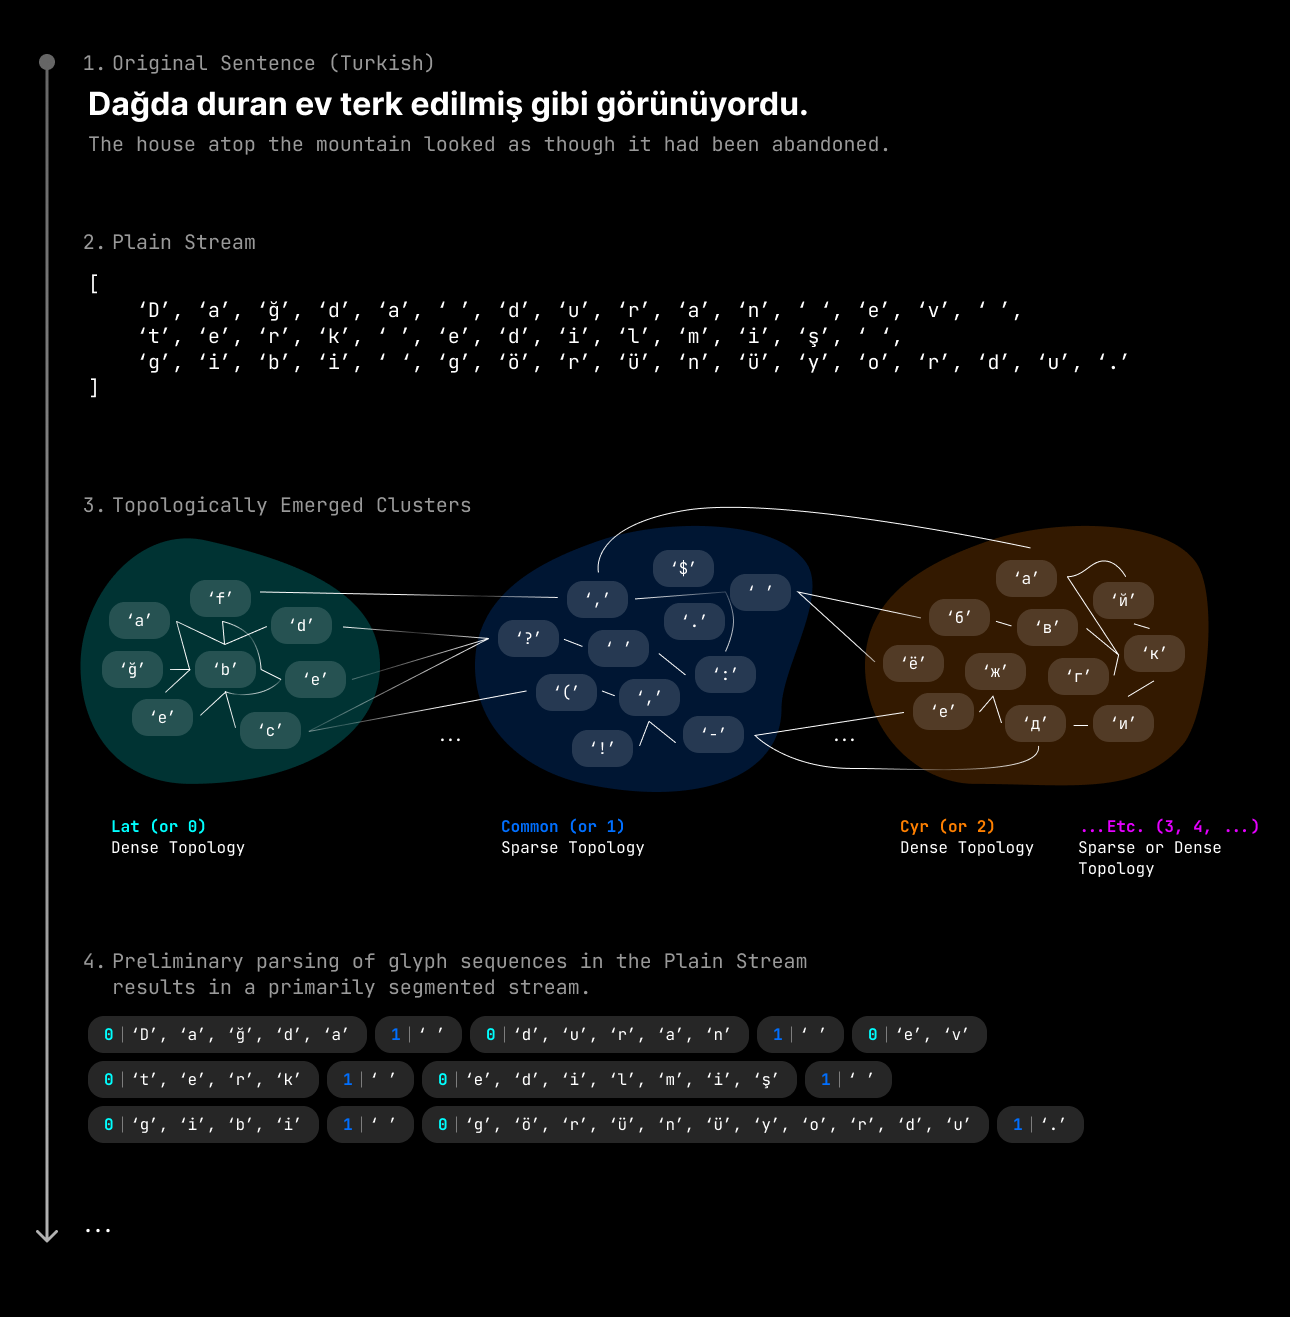 1. Original Sentence (Turkish)
Dağda duran ev terk edilmiş gibi görünüyordu.
The house atop the mountain looked as though it had been abandoned.
2. Plain Stream
[
‘D’, ‘a’, ‘ğ’, ‘d’, ‘a’, ‘ ’, ‘d’, ‘u’, ‘r’, ‘a’, ‘n’, ‘ ‘, ‘e’, ‘v’, ‘ ’,
‘t’, ‘e’, ‘r’, ‘k’, ‘ ’, ‘e’, ‘d’, ‘i’, ‘l’, ‘m’, ‘i’, ‘ş’, ‘ ‘,
‘g’, ‘i’, ‘b’, ‘i’, ‘ ‘, ‘g’, ‘ö’, ‘r’, ‘ü’, ‘n’, ‘ü’, ‘y’, ‘o’, ‘r’, ‘d’, ‘u’, ‘.’
]
3. Topologically Emerged Clusters
‘f’
‘a’
‘d’
‘ğ’
‘b’
‘e’
‘e’
‘c’
...
‘$’
‘,’
‘ ’
‘.’
‘?’
‘ ’
‘:’
‘(’
‘,’
‘!’
‘-’
...
‘а’
‘й’
‘б’
‘в’
‘ё’
‘ж’
‘г’
‘к’
‘е’
‘д’
‘и’
Lat (or 0)
Dense Topology
Common (or 1)
Sparse Topology
Cyr (or 2)
Dense Topology
...Etc. (3, 4, ...)
Sparse or Dense
Topology
4. Preliminary parsing of glyph sequences in the Plain Stream
results in a primarily segmented stream.
0 | ‘D’, ‘a’, ‘ğ’, ‘d’, ‘a’ 1 | ‘ ’ 0 | ‘d’, ‘u’, ‘r’, ‘a’, ‘n’ 1 | ‘ ’ 0 | ‘e’, ‘v’
0 | ‘t’, ‘e’, ‘r’, ‘k’ 1 | ‘ ’ 0 | ‘e’, ‘d’, ‘i’, ‘l’, ‘m’, ‘i’, ‘ş’ 1 | ‘ ’
0 | ‘g’, ‘i’, ‘b’, ‘i’ 1 | ‘ ’ 0 | ‘g’, ‘ö’, ‘r’, ‘ü’, ‘n’, ‘ü’, ‘y’, ‘o’, ‘r’, ‘d’, ‘u’ 1 | ‘.’
...